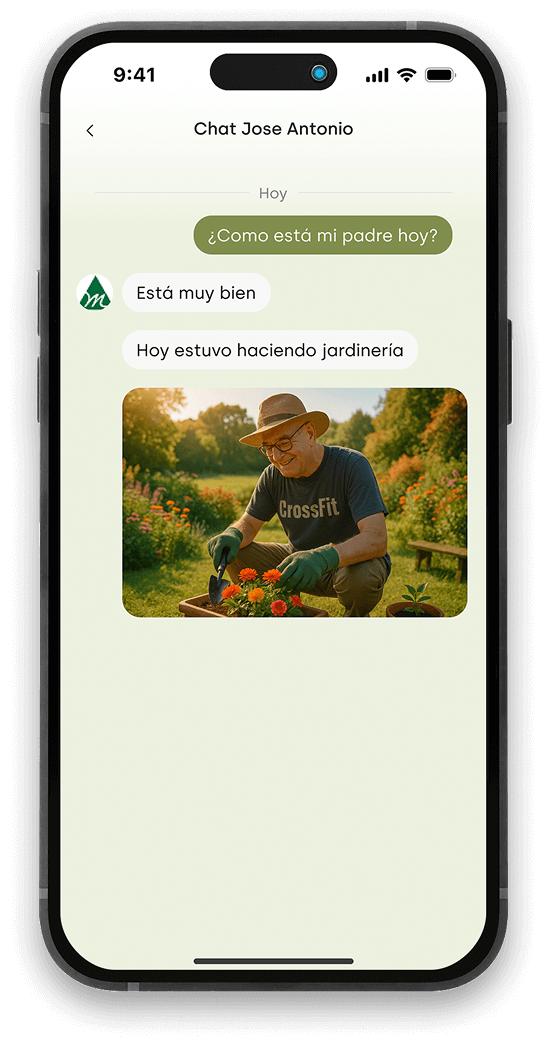 9:41
Chat Jose Antonio
Hoy
¿Como está mi padre hoy?
m
Está muy bien
Hoy estuvo haciendo jardinería
CrossFit